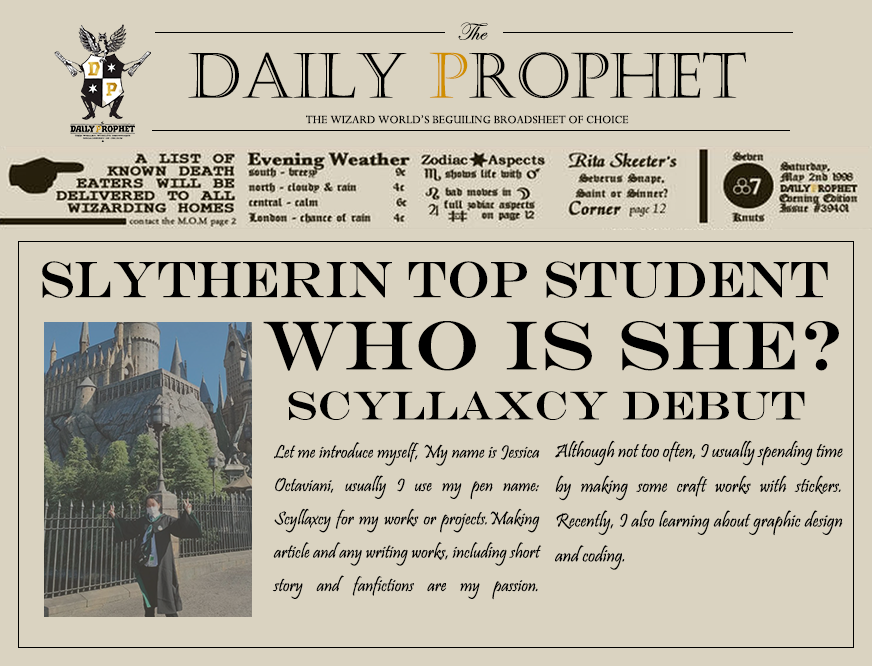 The
DAILY PROPHET
THE WIZARD WORLD'S BEGUILING BROADSHEET OF CHOICE
D
P
DAILY PROPHET
A LIST OF
KNOWN DEATH
EATERS WILL BE
DELIVERED TO ALL
WIZARDING HOMES
contact the M.O.M page 2
Evening Weather
south - breezy 9c
north - cloudy & rain 4c
central - calm 6c
London - chance of rain 4c
Zodiac★Aspects
♏ shows life with ♂
♌ bad moves in ☽
♃ full zodiac aspects
on page 12
Rita Skeeter's
Severus Snape,
Saint or Sinner?
Corner page 12
Seven
7
Knuts
Saturday,
May 2nd 1998
DAILY PROPHET
Evening Edition
Issue #39401
SLYTHERIN TOP STUDENT
WHO IS SHE?
SCYLLAXCY DEBUT
Let me introduce myself, My name is Jessica
Octaviani, usually I use my pen name:
Scyllaxcy for my works or projects. Making
article and any writing works, including short
story and fanfictions are my passion.
Although not too often, I usually spending time
by making some craft works with stickers.
Recently, I also learning about graphic design
and coding.